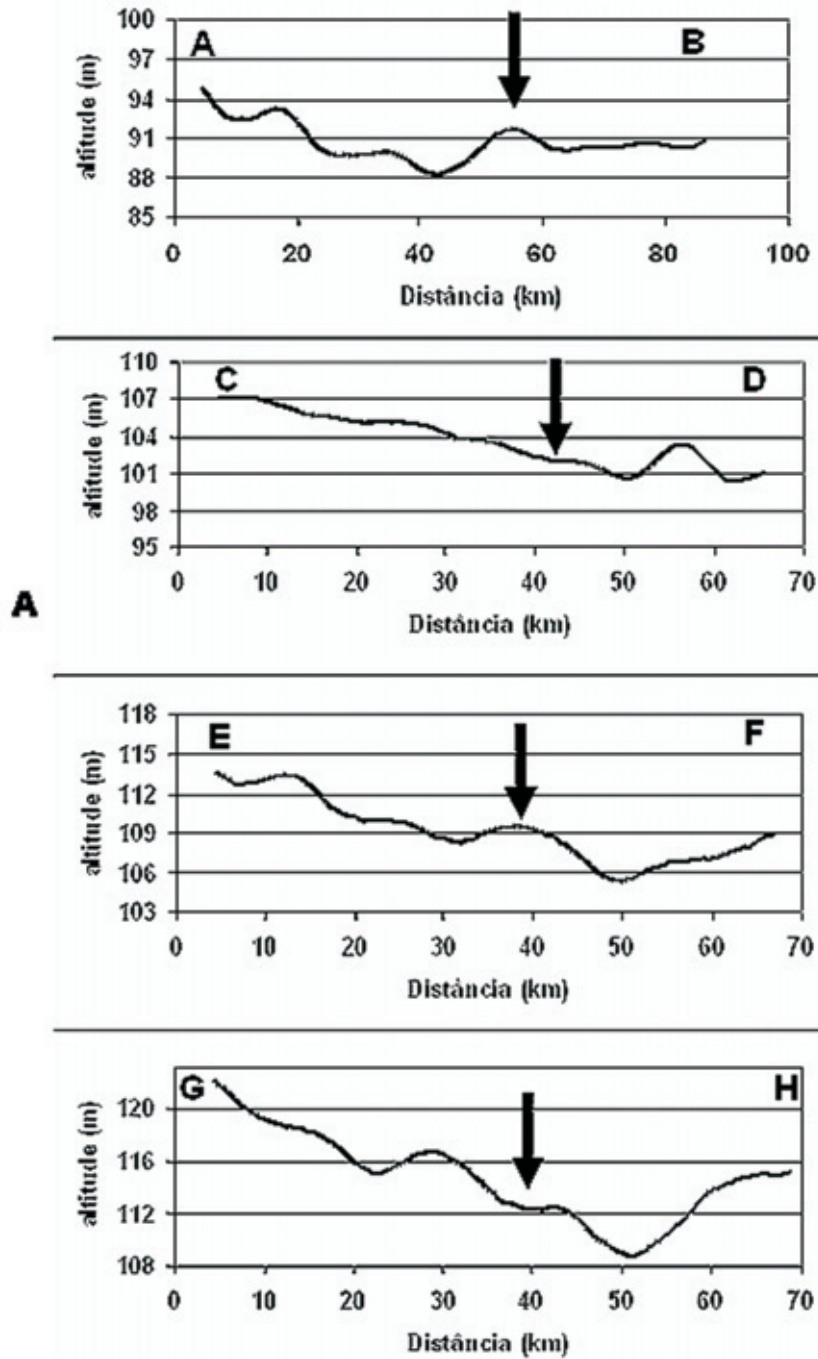 100
A B
97
94
91
88
85
0 20 40 60 80 100
altitude (m)
Distância (km)
110
C D
107
104
101
98
95
0 10 20 30 40 50 60 70
altitude (m)
Distância (km)
A
118
E F
115
112
109
106
103
0 10 20 30 40 50 60 70
altitude (m)
Distância (km)
G H
120
116
112
108
0 10 20 30 40 50 60 70
altitude (m)
Distância (km)